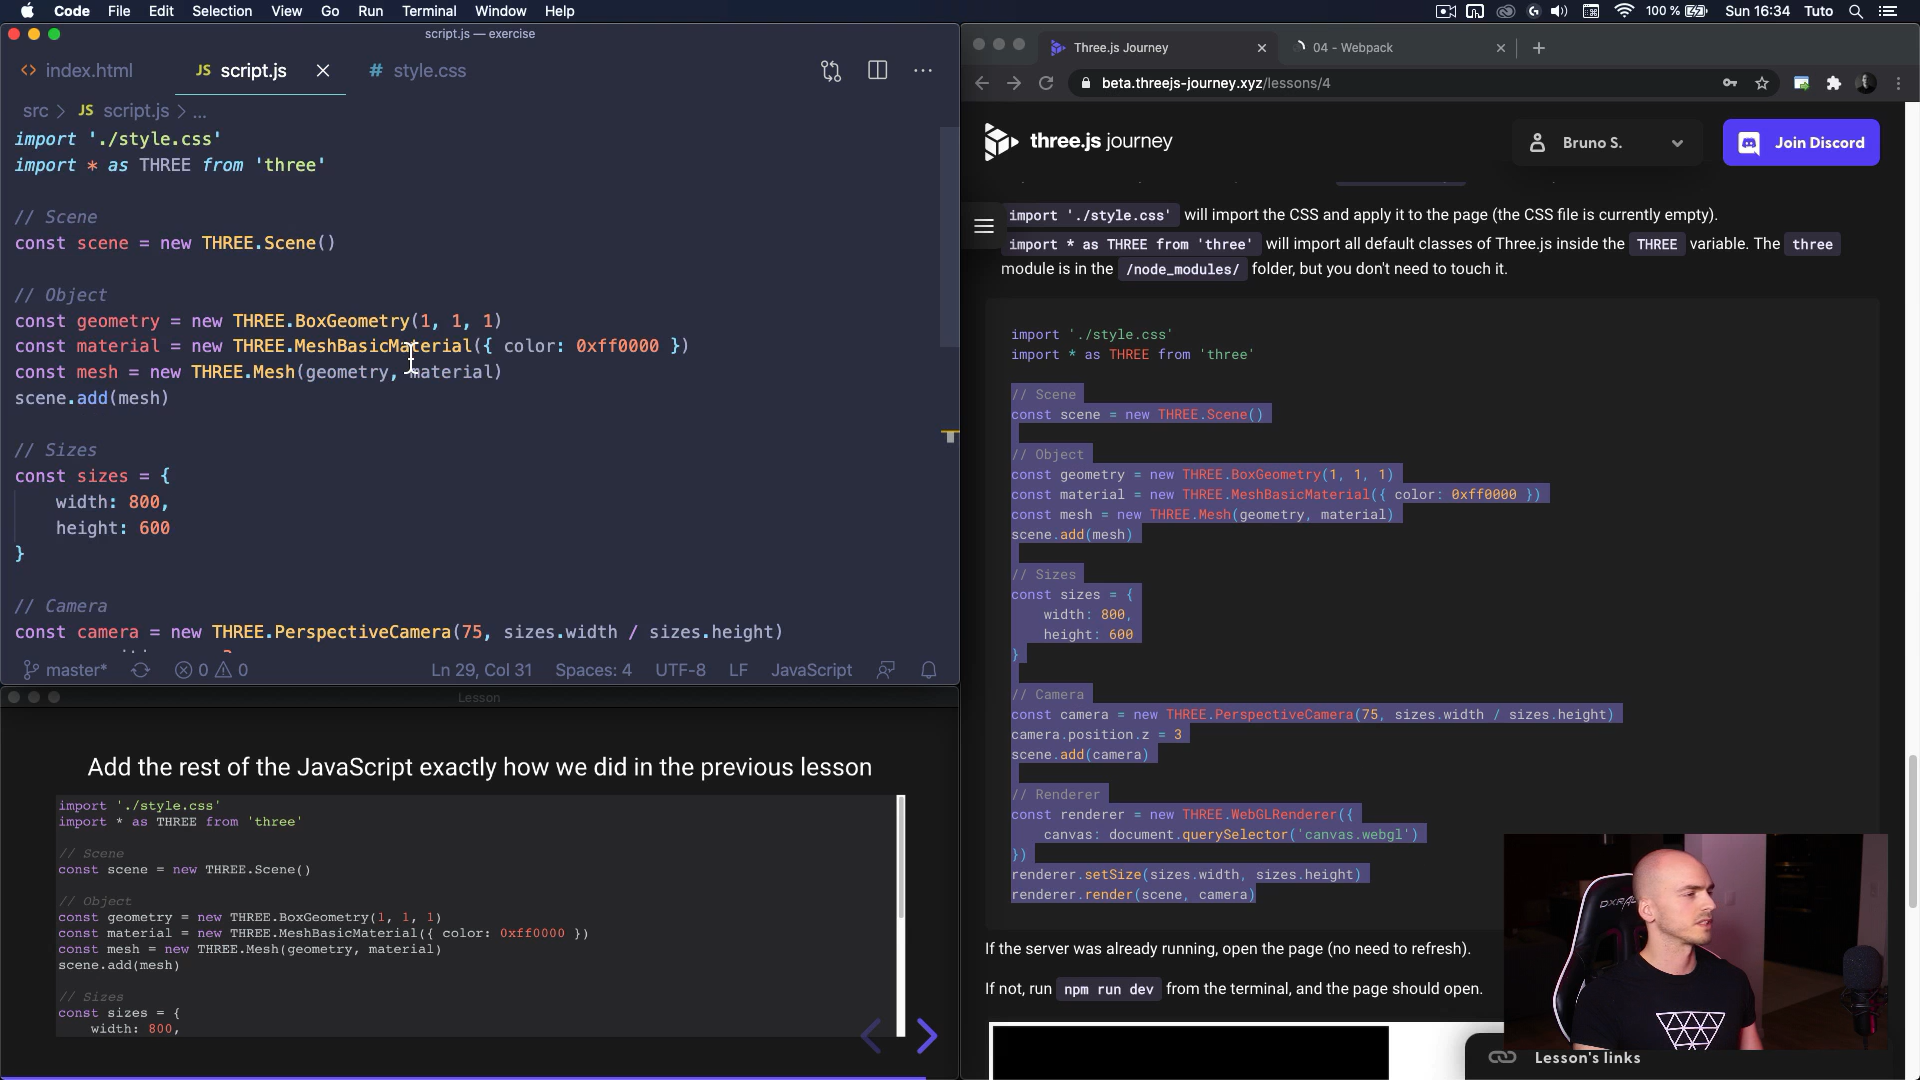 Code File Edit Selection View Go Run Terminal Window Help
100 % Sun 16:34 Tuto
script.js — exercise
index.html
JS script.js
# style.css
src > JS script.js > ...
import './style.css'
import * as THREE from 'three'
// Scene
const scene = new THREE.Scene()
// Object
const geometry = new THREE.BoxGeometry(1, 1, 1)
const material = new THREE.MeshBasicMaterial({ color: 0xff0000 })
const mesh = new THREE.Mesh(geometry, material)
scene.add(mesh)
// Sizes
const sizes = {
width: 800,
height: 600
}
// Camera
const camera = new THREE.PerspectiveCamera(75, sizes.width / sizes.height)
master* 0 0 Ln 29, Col 31 Spaces: 4 UTF-8 LF JavaScript
Lesson
Add the rest of the JavaScript exactly how we did in the previous lesson
import './style.css'
import * as THREE from 'three'
// Scene
const scene = new THREE.Scene()
// Object
const geometry = new THREE.BoxGeometry(1, 1, 1)
const material = new THREE.MeshBasicMaterial({ color: 0xff0000 })
const mesh = new THREE.Mesh(geometry, material)
scene.add(mesh)
// Sizes
const sizes = {
width: 800,
Three.js Journey
04 - Webpack
beta.threejs-journey.xyz/lessons/4
three.js journey
Bruno S.
Join Discord
import './style.css' will import the CSS and apply it to the page (the CSS file is currently empty).
import * as THREE from 'three' will import all default classes of Three.js inside the THREE variable. The three
module is in the /node_modules/ folder, but you don't need to touch it.
import './style.css'
import * as THREE from 'three'
// Scene
const scene = new THREE.Scene()
// Object
const geometry = new THREE.BoxGeometry(1, 1, 1)
const material = new THREE.MeshBasicMaterial({ color: 0xff0000 })
const mesh = new THREE.Mesh(geometry, material)
scene.add(mesh)
// Sizes
const sizes = {
width: 800,
height: 600
}
// Camera
const camera = new THREE.PerspectiveCamera(75, sizes.width / sizes.height)
camera.position.z = 3
scene.add(camera)
// Renderer
const renderer = new THREE.WebGLRenderer({
canvas: document.querySelector('canvas.webgl')
})
renderer.setSize(sizes.width, sizes.height)
renderer.render(scene, camera)
If the server was already running, open the page (no need to refresh).
If not, run npm run dev from the terminal, and the page should open.
Lesson's links